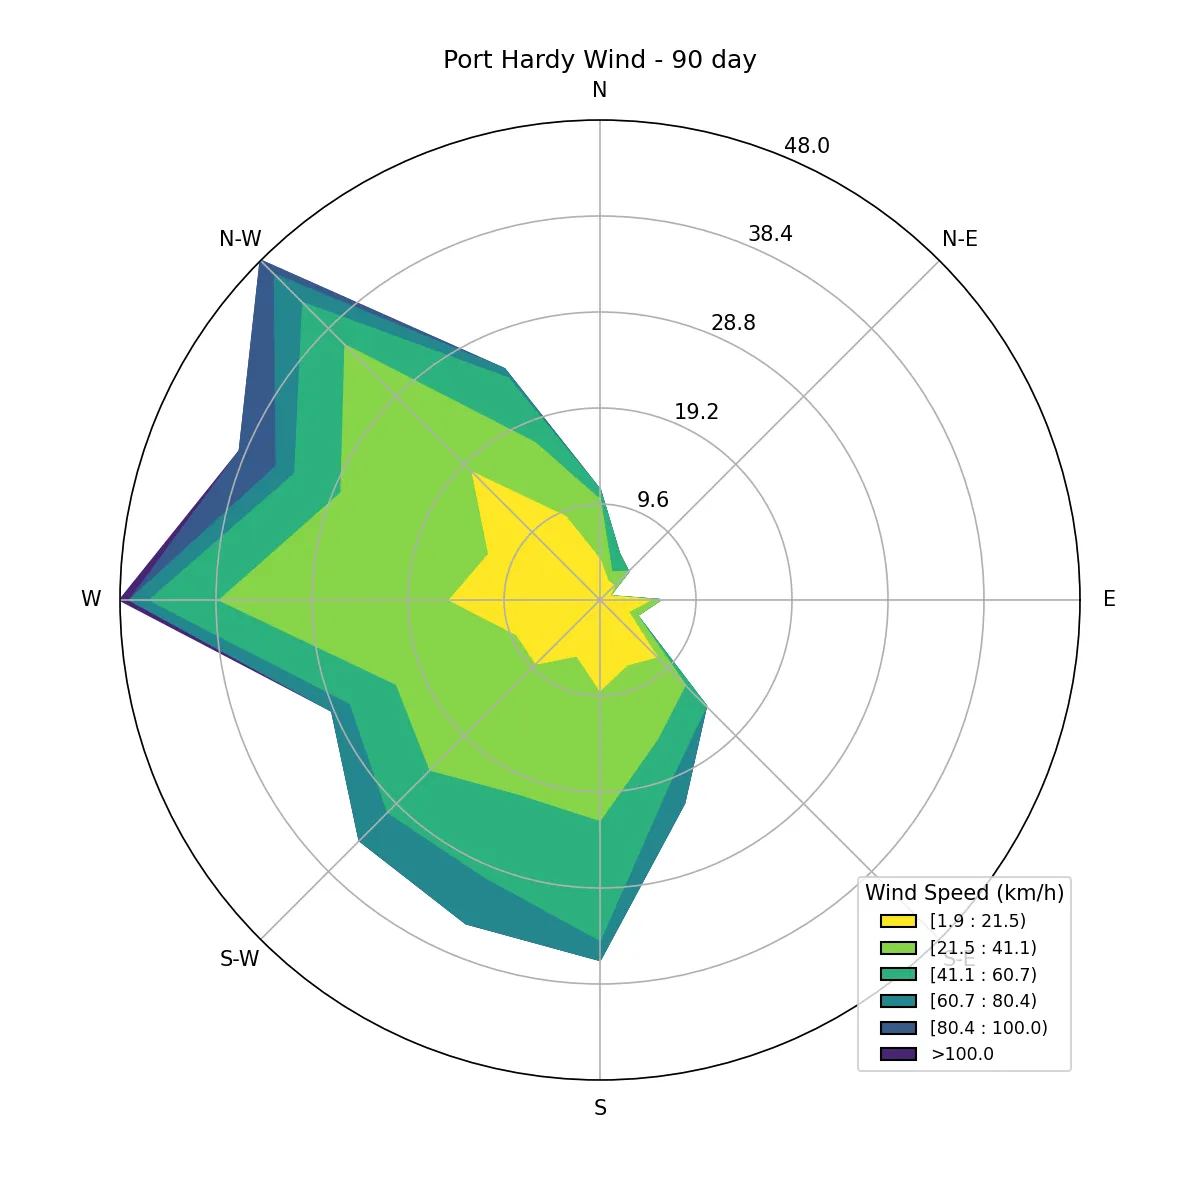 Port Hardy Wind - 90 day
N
48.0
38.4
N-W
N-E
28.8
19.2
9.6
W
E
Wind Speed (km/h)
[1.9 : 21.5)
[21.5 : 41.1)
S-W
S-E
[41.1 : 60.7)
[60.7 : 80.4)
[80.4 : 100.0)
>100.0
S